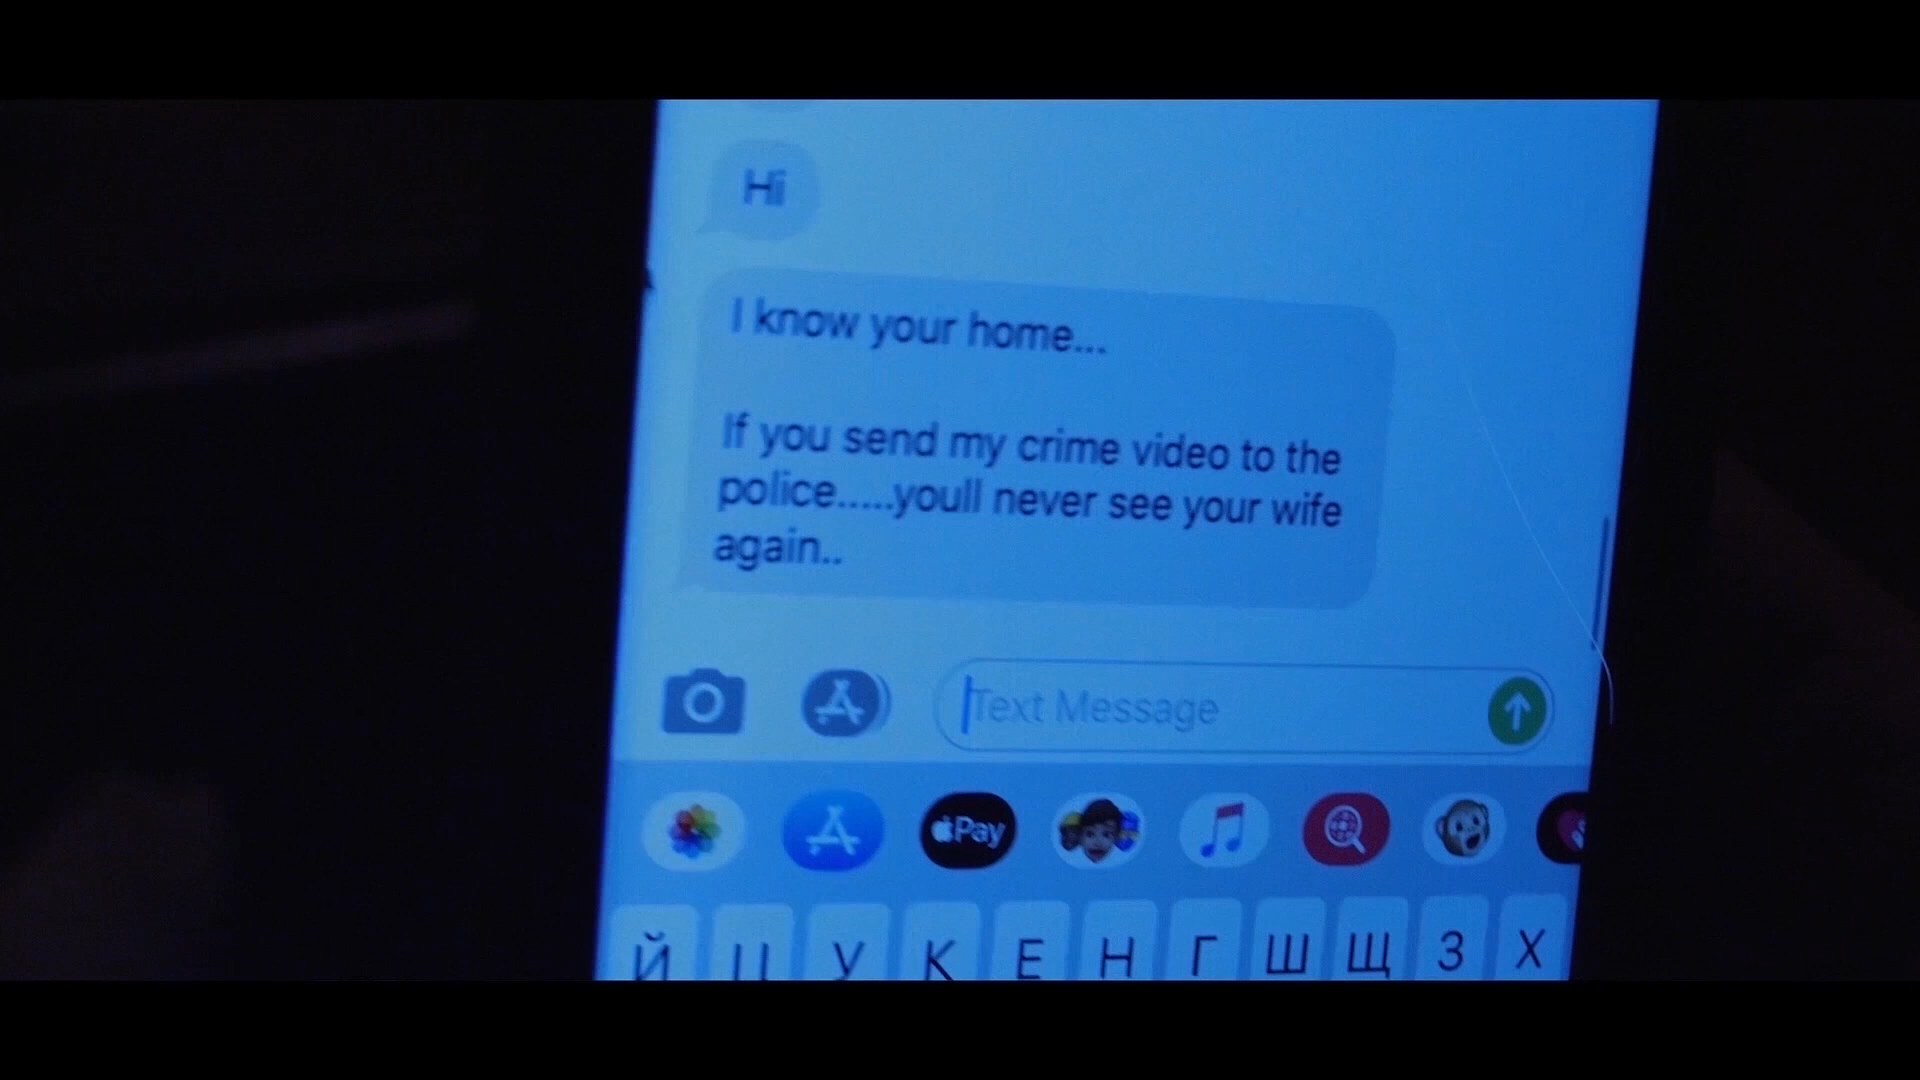 Hi
I know your home...
If you send my crime video to the
police.....youll never see your wife
again..
Text Message
Pay
Й Ц У К Е Н Г Ш Щ З Х